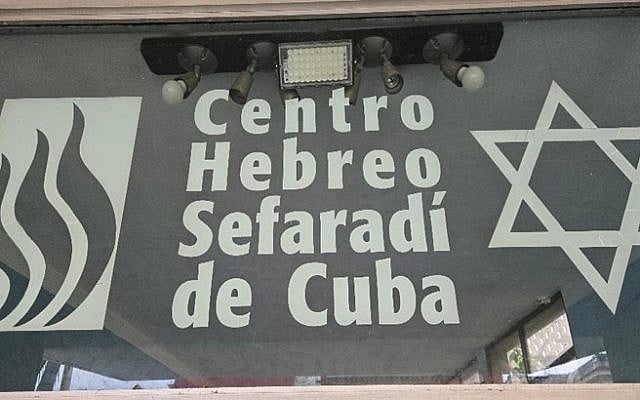 Centro
Hebreo
Sefaradí
de Cuba